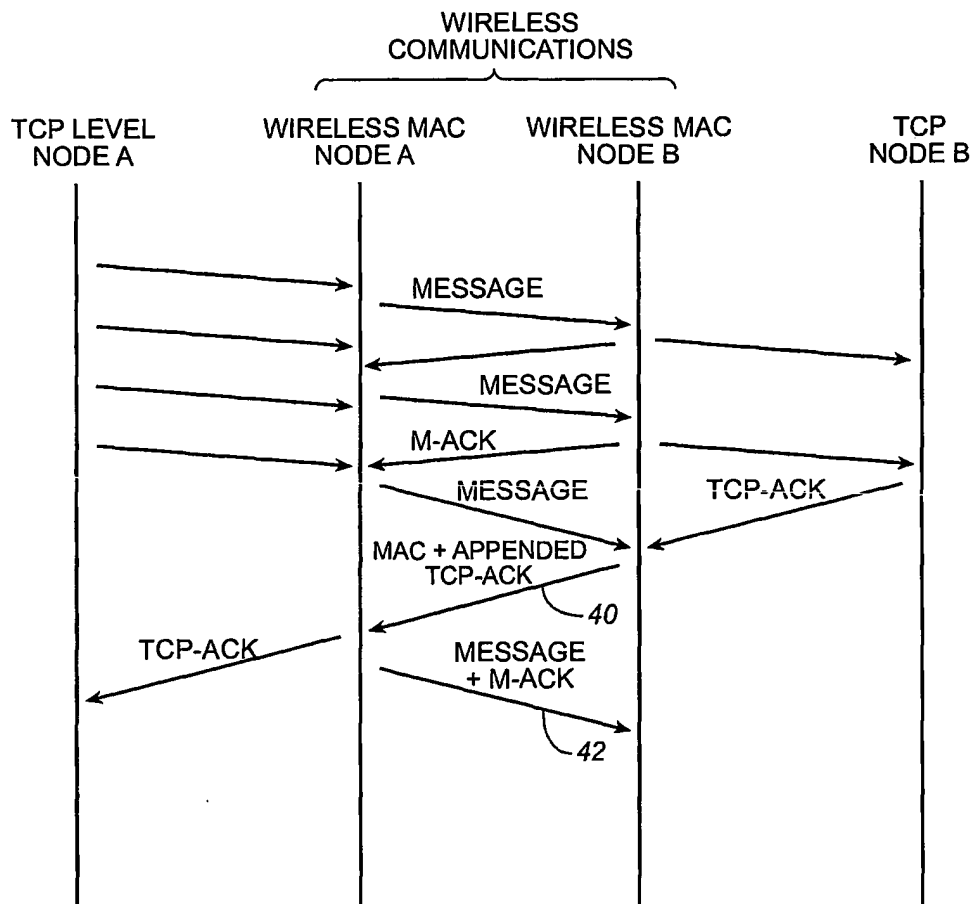 WIRELESS
COMMUNICATIONS
TCP LEVEL
NODE A
WIRELESS MAC
NODE A
WIRELESS MAC
NODE B
TCP
NODE B
MESSAGE
MESSAGE
M-ACK
MESSAGE
TCP-ACK
MAC + APPENDED
TCP-ACK
40
TCP-ACK
MESSAGE
+ M-ACK
42